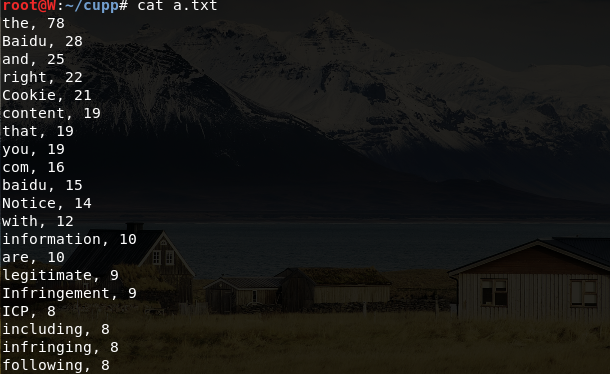 root@W:~/cupp# cat a.txt
the, 78
Baidu, 28
and, 25
right, 22
Cookie, 21
content, 19
that, 19
you, 19
com, 16
baidu, 15
Notice, 14
with, 12
information, 10
are, 10
legitimate, 9
Infringement, 9
ICP, 8
including, 8
infringing, 8
following, 8